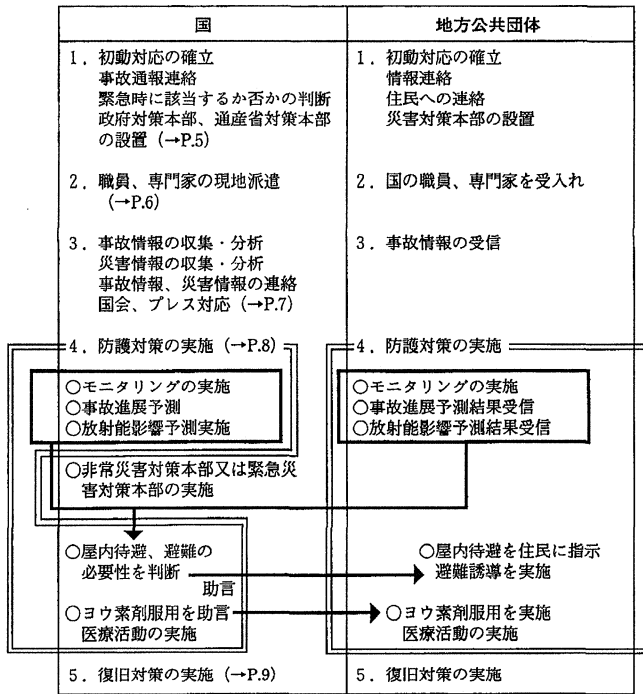 国
1．初動対応の確立
事故通報連絡
緊急時に該当するか否かの判断
政府対策本部、通産省対策本部
の設置（→P.5）
2．職員、専門家の現地派遣
（→P.6）
3．事故情報の収集・分析
災害情報の収集・分析
事故情報、災害情報の連絡
国会、プレス対応（→P.7）
4．防護対策の実施（→P.8）
○モニタリングの実施
○事故進展予測
○放射能影響予測実施
○非常災害対策本部又は緊急災
害対策本部の実施
○屋内待避、避難の
必要性を判断
助言
○ヨウ素剤服用を助言
医療活動の実施
5．復旧対策の実施（→P.9）
地方公共団体
1．初動対応の確立
情報連絡
住民への連絡
災害対策本部の設置
2．国の職員、専門家を受入れ
3．事故情報の受信
4．防護対策の実施
○モニタリングの実施
○事故進展予測結果受信
○放射能影響予測結果受信
○屋内待避を住民に指示
避難誘導を実施
○ヨウ素剤服用を実施
医療活動の実施
5．復旧対策の実施